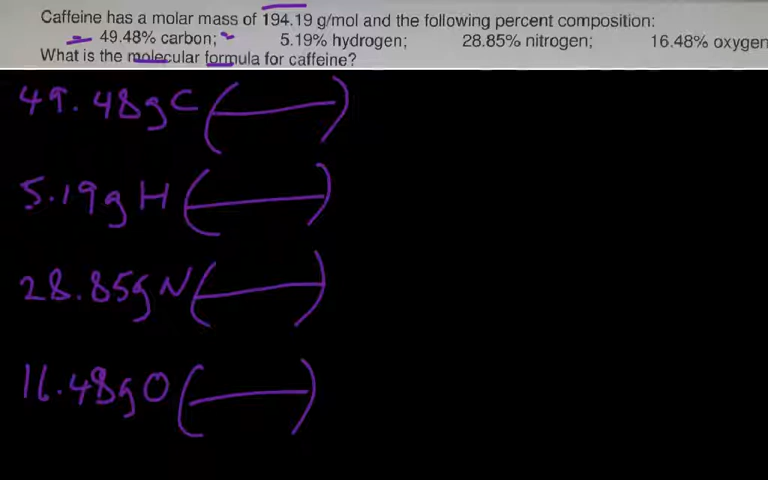 Caffeine has a molar mass of 194.19 g/mol and the following percent composition:
49.48% carbon; 5.19% hydrogen; 28.85% nitrogen; 16.48% oxygen
What is the molecular formula for caffeine?
49.48g C
5.19g H
28.85g N
16.48g O